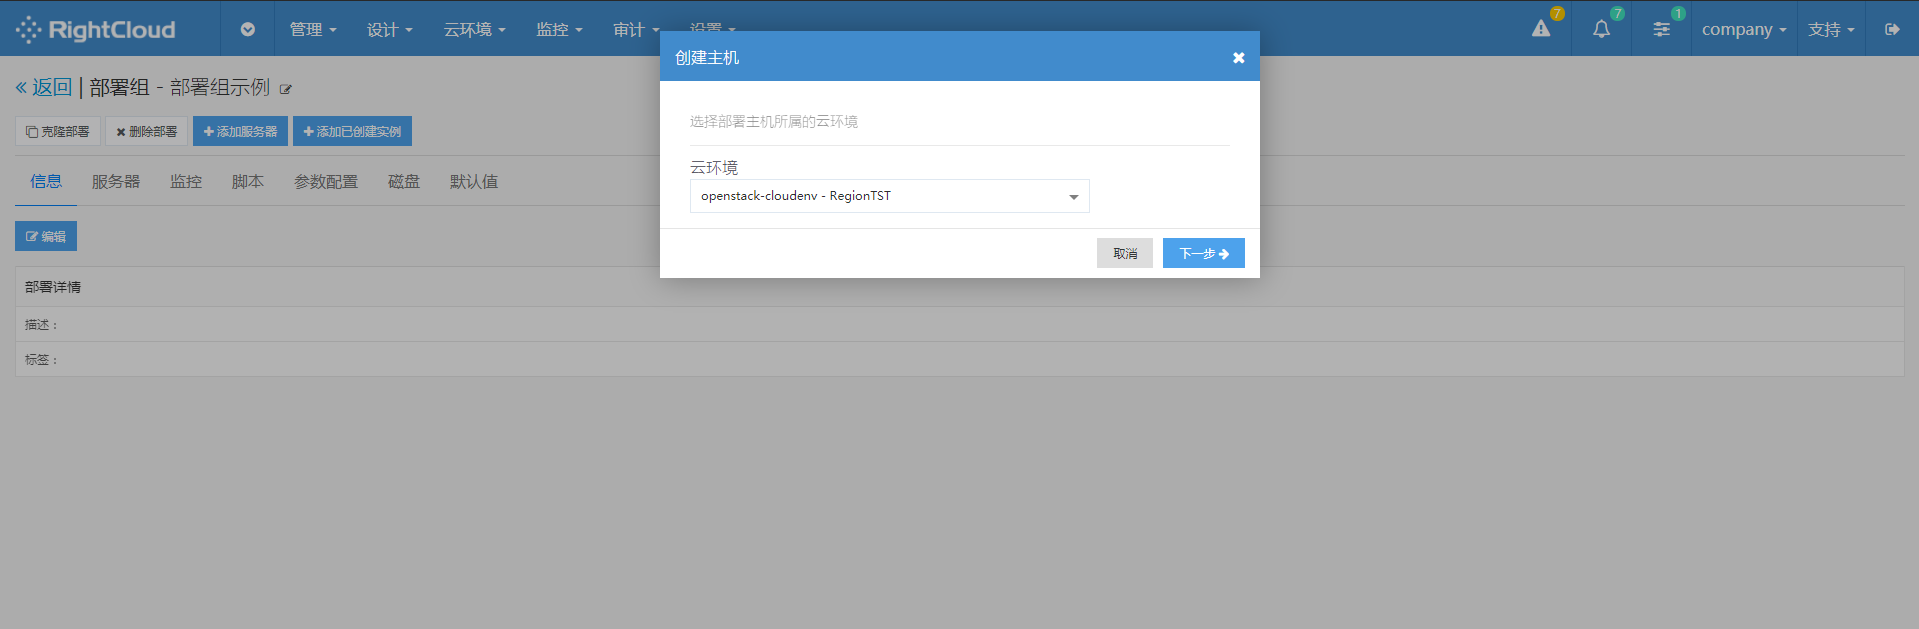 RightCloud 管理 设计 云环境 监控 审计 设置 7 7 1 company 支持
创建主机
« 返回 | 部署组 - 部署组示例
克隆部署 删除部署 添加服务器 添加已创建实例
选择部署主机所属的云环境
云环境
openstack-cloudenv - RegionTST
取消 下一步
信息 服务器 监控 脚本 参数配置 磁盘 默认值
编辑
部署详情
描述：
标签：